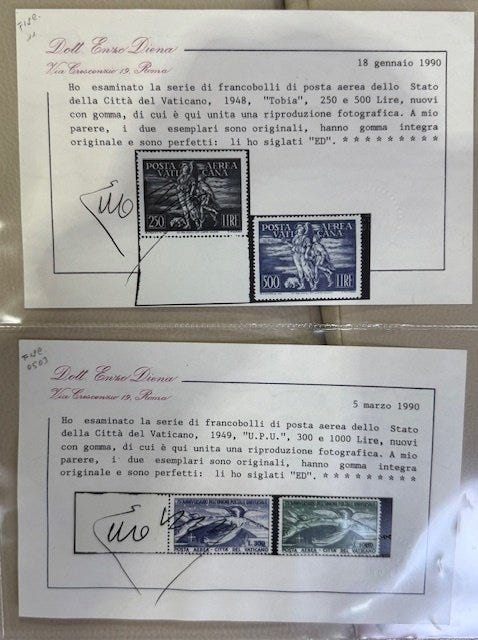 Dott. Enzo Diena
Via Crescenzio 19, Roma
18 gennaio 1990
Ho esaminato la serie di francobolli di posta aerea dello Stato
della Città del Vaticano, 1948, "Tobia", 250 e 500 Lire, nuovi
con gomma, di cui è qui unita una riproduzione fotografica. A mio
parere, i due esemplari sono originali, hanno gomma integra
originale e sono perfetti: li ho siglati "ED". * * * * * * * * *
POSTA AEREA
VATICANA
250 LIRE
POSTA AEREA
VATICANA
500 LIRE
0503
Dott. Enzo Diena
Via Crescenzio 19, Roma
5 marzo 1990
Ho esaminato la serie di francobolli di posta aerea dello Stato
della Città del Vaticano, 1949, "U.P.U.", 300 e 1000 Lire, nuovi
con gomma, di cui è qui unita una riproduzione fotografica. A mio
parere, i due esemplari sono originali, hanno gomma integra
originale e sono perfetti: li ho siglati "ED". * * * * * * * * *
L.300
POSTA AEREA - CITTÀ DEL VATICANO
POSTA AEREA - CITTÀ DEL VATICANO